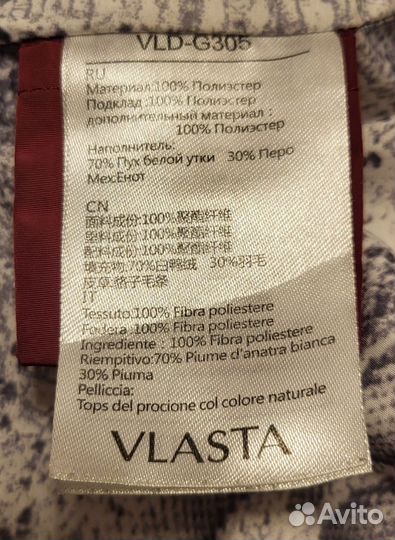 VLD-G305
RU
Материал:100% Полиэстер
Подклад :100% Полиэстер
дополнительный материал :
100% Полиэстер
Наполнитель:
70% Пух белой утки 30% Перо
Мех:Енот
CN
面料成份:100%聚酯纤维
里料成份:100%聚酯纤维
配料成份:100%聚酯纤维
填充物:70%白鸭绒 30%羽毛
皮草:貉子毛条
IT
Tessuto:100% Fibra poliestere
Fodera :100% Fibra poliestere
Ingrediente : 100% Fibra poliestere
Riempitivo:70% Piume d'anatra bianca
30% Piuma
Pelliccia:
Tops del procione col colore naturale
VLASTA
Avito